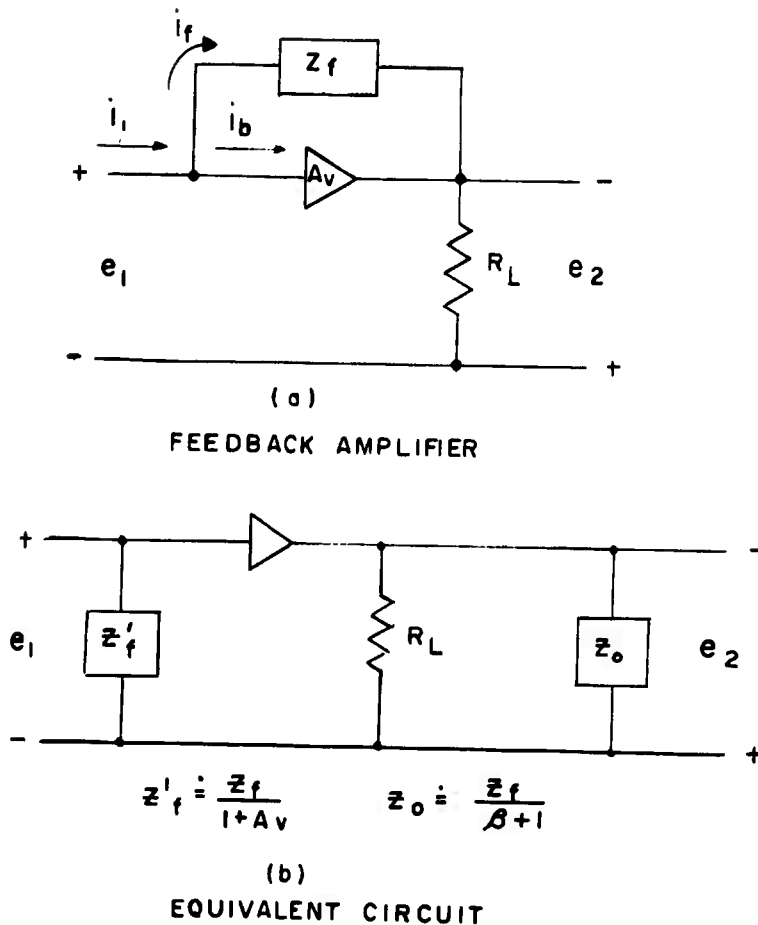 i_f
Z_f
i_1
i_b
+
A_v
-
e_1
R_L
e_2
-
+
(a)
FEEDBACK AMPLIFIER
+
-
e_1
Z'_f
R_L
Z_o
e_2
-
+
Z'_f ≐ Z_f / 1 + A_v
Z_o ≐ Z_f / β + 1
(b)
EQUIVALENT CIRCUIT